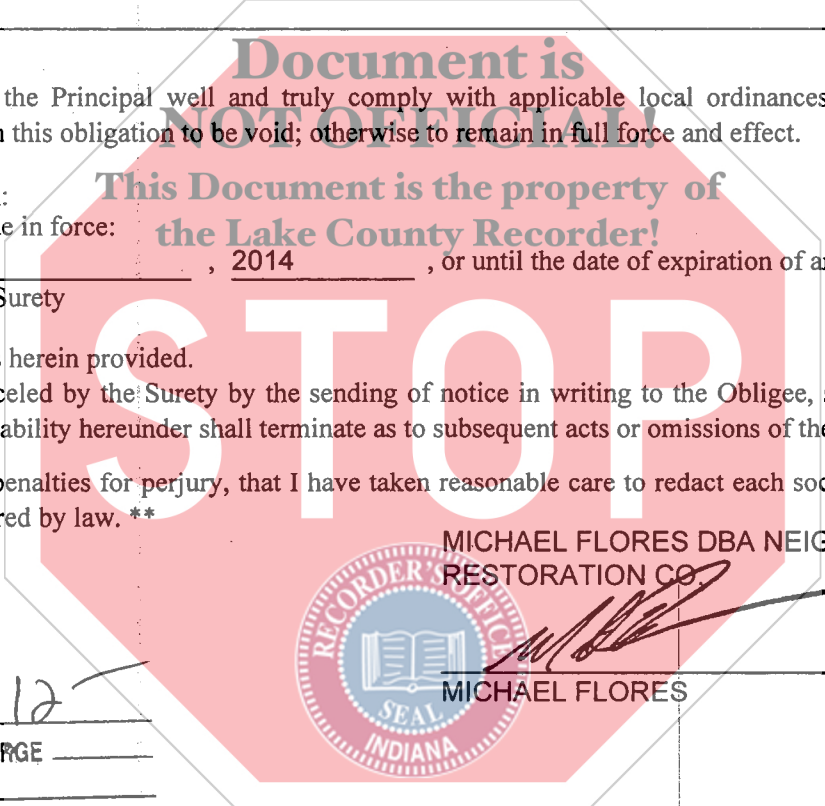 Document is
the Principal well and truly comply with applicable local ordinances
NOT OFFICIAL!
this obligation to be void; otherwise to remain in full force and effect.
This Document is the property of
e in force:
the Lake County Recorder!
, 2014 , or until the date of expiration of a
Surety
STOP
herein provided.
celed by the Surety by the sending of notice in writing to the Obligee,
ability hereunder shall terminate as to subsequent acts or omissions of the
penalties for perjury, that I have taken reasonable care to redact each soc
red by law. **
MICHAEL FLORES DBA NEIG
RESTORATION CO.
RECORDER'S OFFICE
SEAL
INDIANA
MICHAEL FLORES
12
RGE